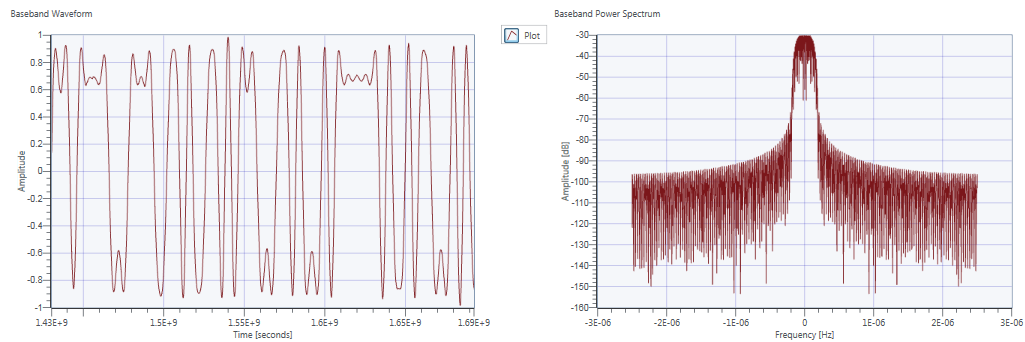 Baseband Waveform
Plot
Baseband Power Spectrum
1
0.8
0.6
0.4
0.2
0
-0.2
-0.4
-0.6
-0.8
-1
Amplitude
1.43E+9
1.5E+9
1.55E+9
1.6E+9
1.65E+9
1.69E+9
Time [seconds]
-30
-40
-50
-60
-70
-80
-90
-100
-110
-120
-130
-140
-150
-160
Amplitude [dB]
-3E-06
-2E-06
-1E-06
0
1E-06
2E-06
3E-06
Frequency [Hz]